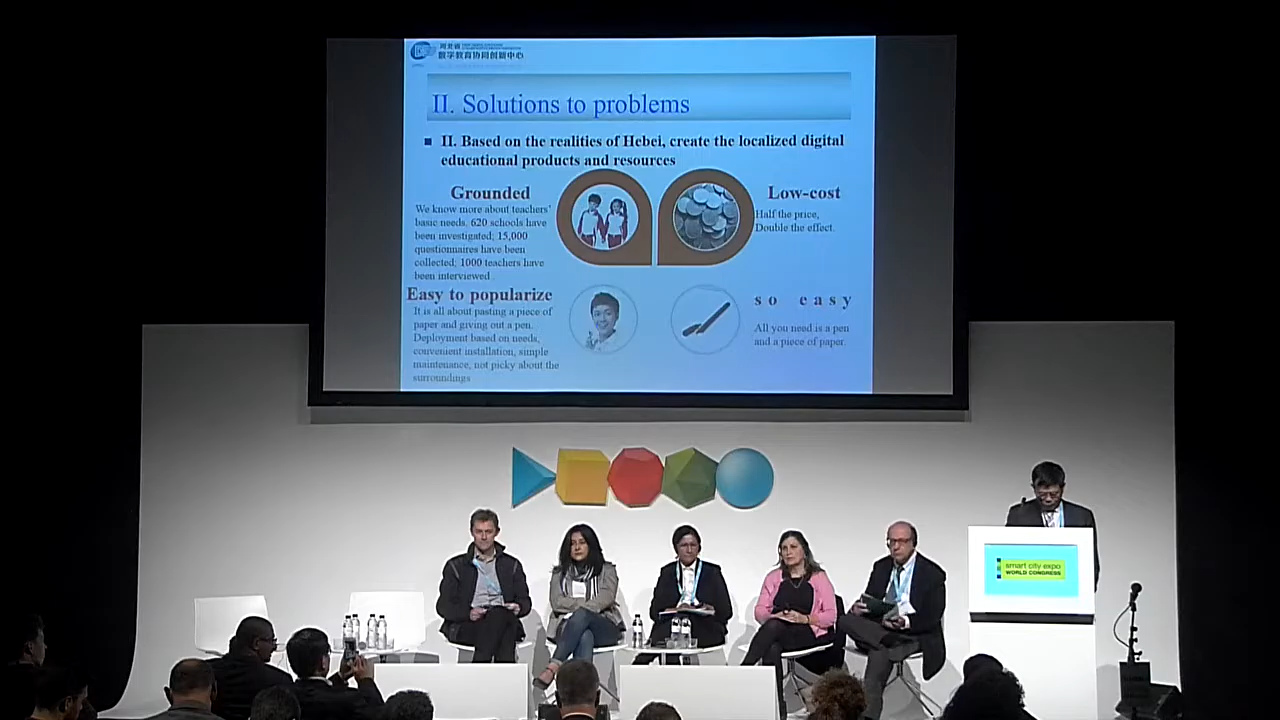 河北省
数字教育协同创新中心
II. Solutions to problems
II. Based on the realities of Hebei, create the localized digital
educational products and resources
Grounded
We know more about teachers'
basic needs. 620 schools have
been investigated; 15,000
questionnaires have been
collected; 1000 teachers have
been interviewed
Low-cost
Half the price,
Double the effect.
Easy to popularize
It is all about pasting a piece of
paper and giving out a pen.
Deployment based on needs,
convenient installation, simple
maintenance, not picky about the
surroundings
so easy
All you need is a pen
and a piece of paper.
smart city expo
WORLD CONGRESS